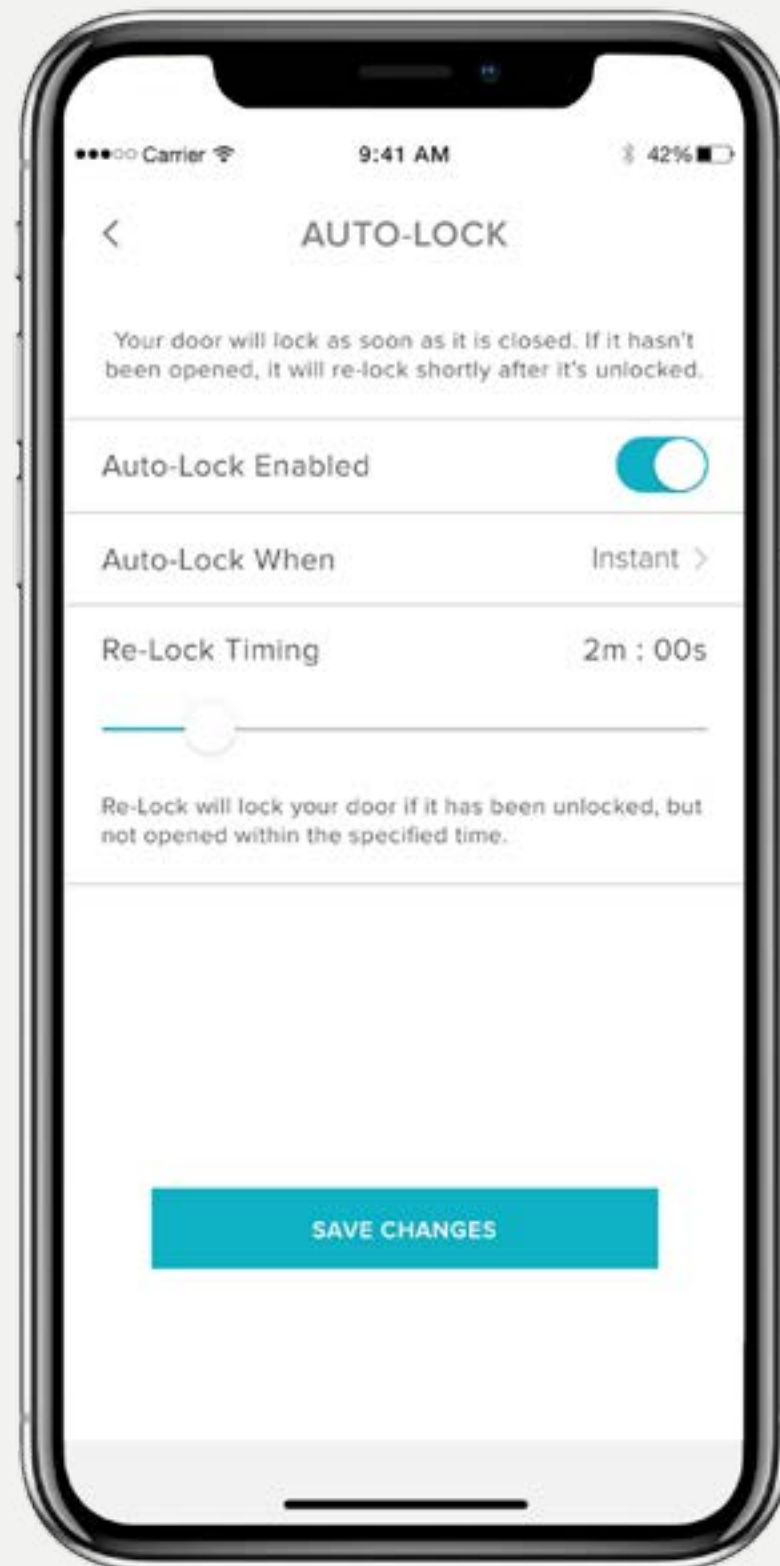 Carrier 9:41 AM 42%
AUTO-LOCK
Your door will lock as soon as it is closed. If it hasn't
been opened, it will re-lock shortly after it's unlocked.
Auto-Lock Enabled
Auto-Lock When Instant >
Re-Lock Timing 2m : 00s
Re-Lock will lock your door if it has been unlocked, but
not opened within the specified time.
SAVE CHANGES